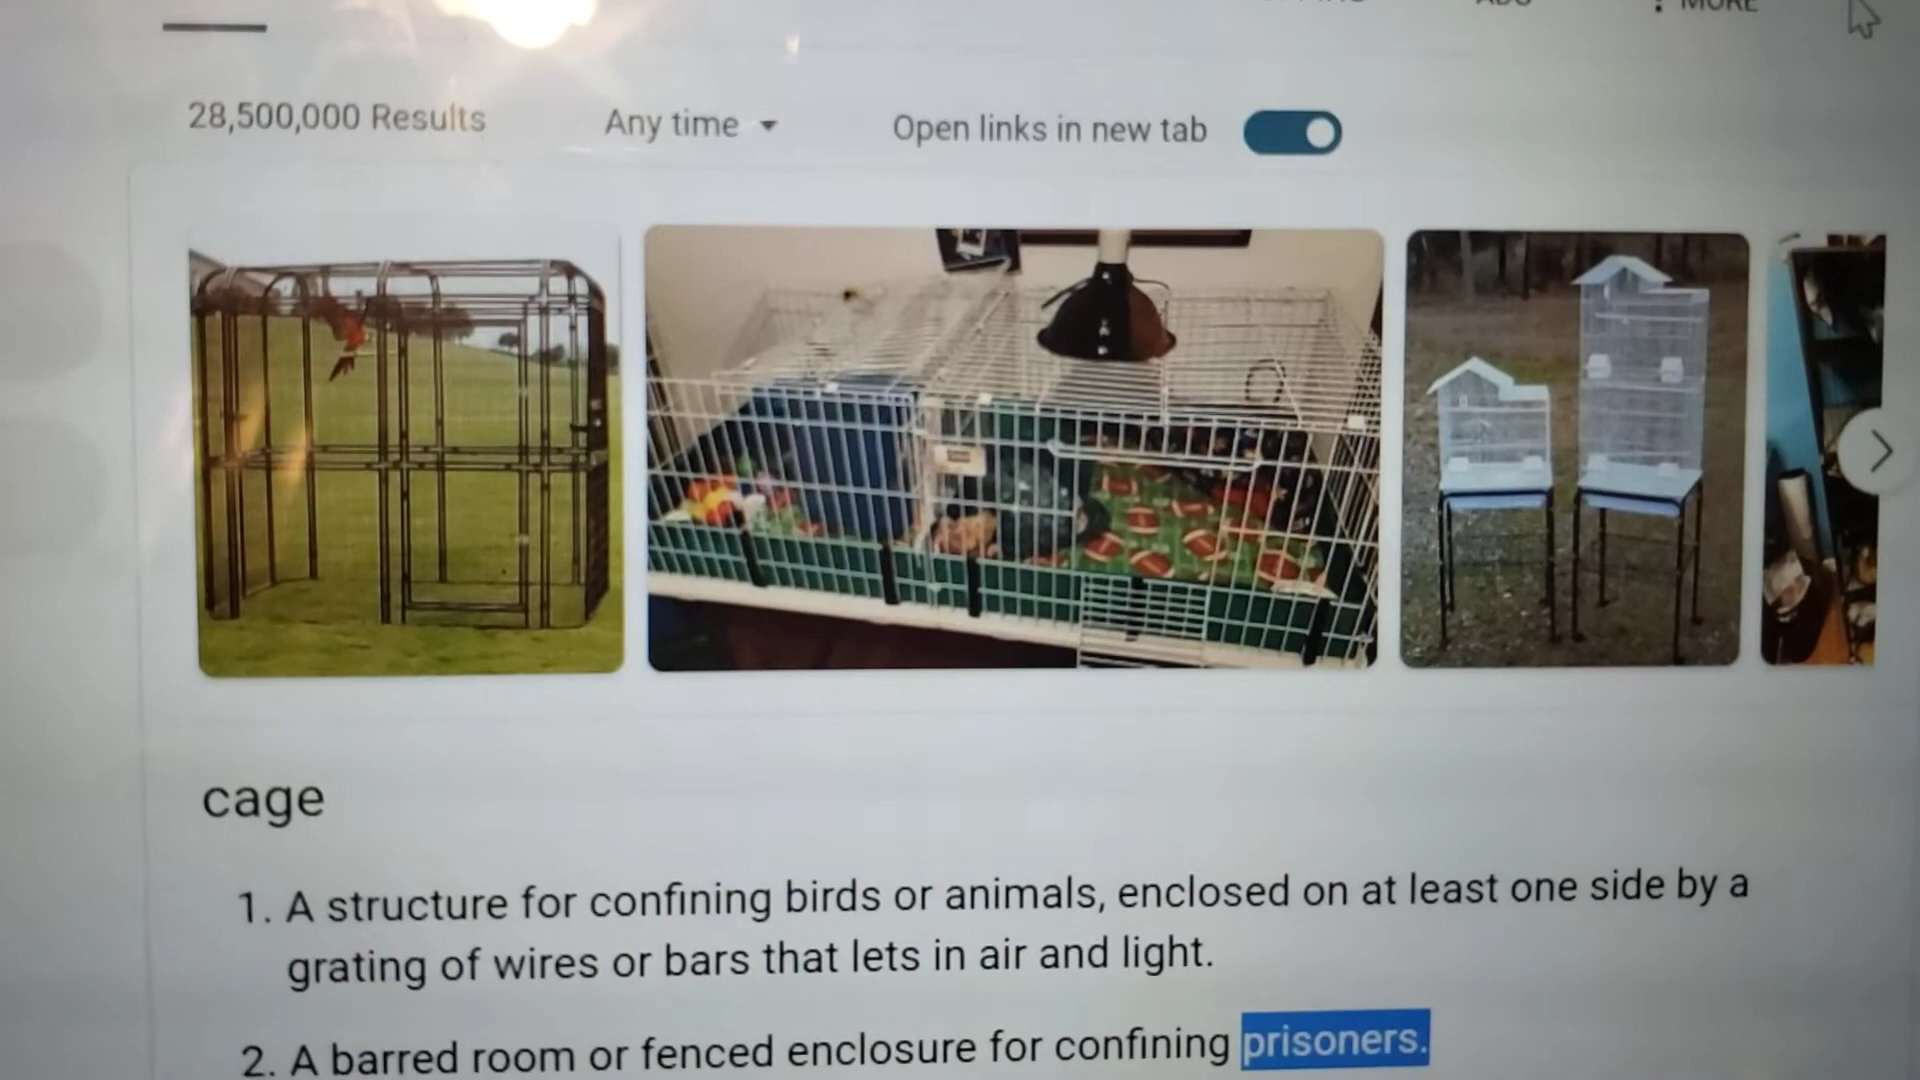 MORE
28,500,000 Results
Any time
Open links in new tab
cage
1. A structure for confining birds or animals, enclosed on at least one side by a
grating of wires or bars that lets in air and light.
2. A barred room or fenced enclosure for confining prisoners.